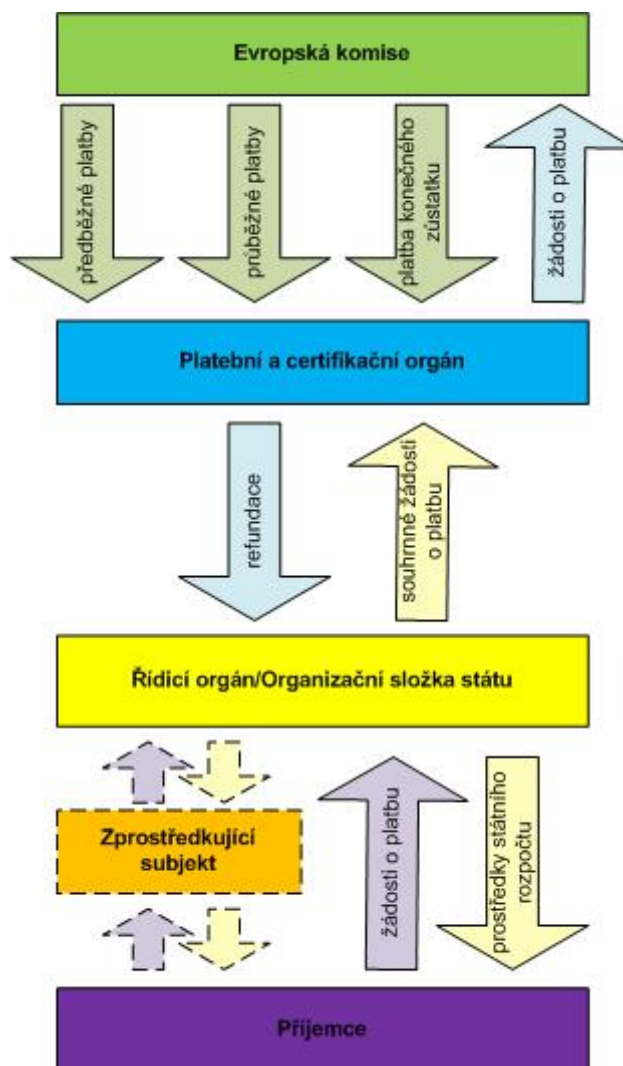 Evropská komise
předběžné platby
průběžné platby
platba konečného
zůstatku
žádosti o platbu
Platební a certifikační orgán
refundace
souhrnné žádosti
o platbu
Řídicí orgán/Organizační složka státu
Zprostředkující
subjekt
žádosti o platbu
prostředky státního
rozpočtu
Příjemce